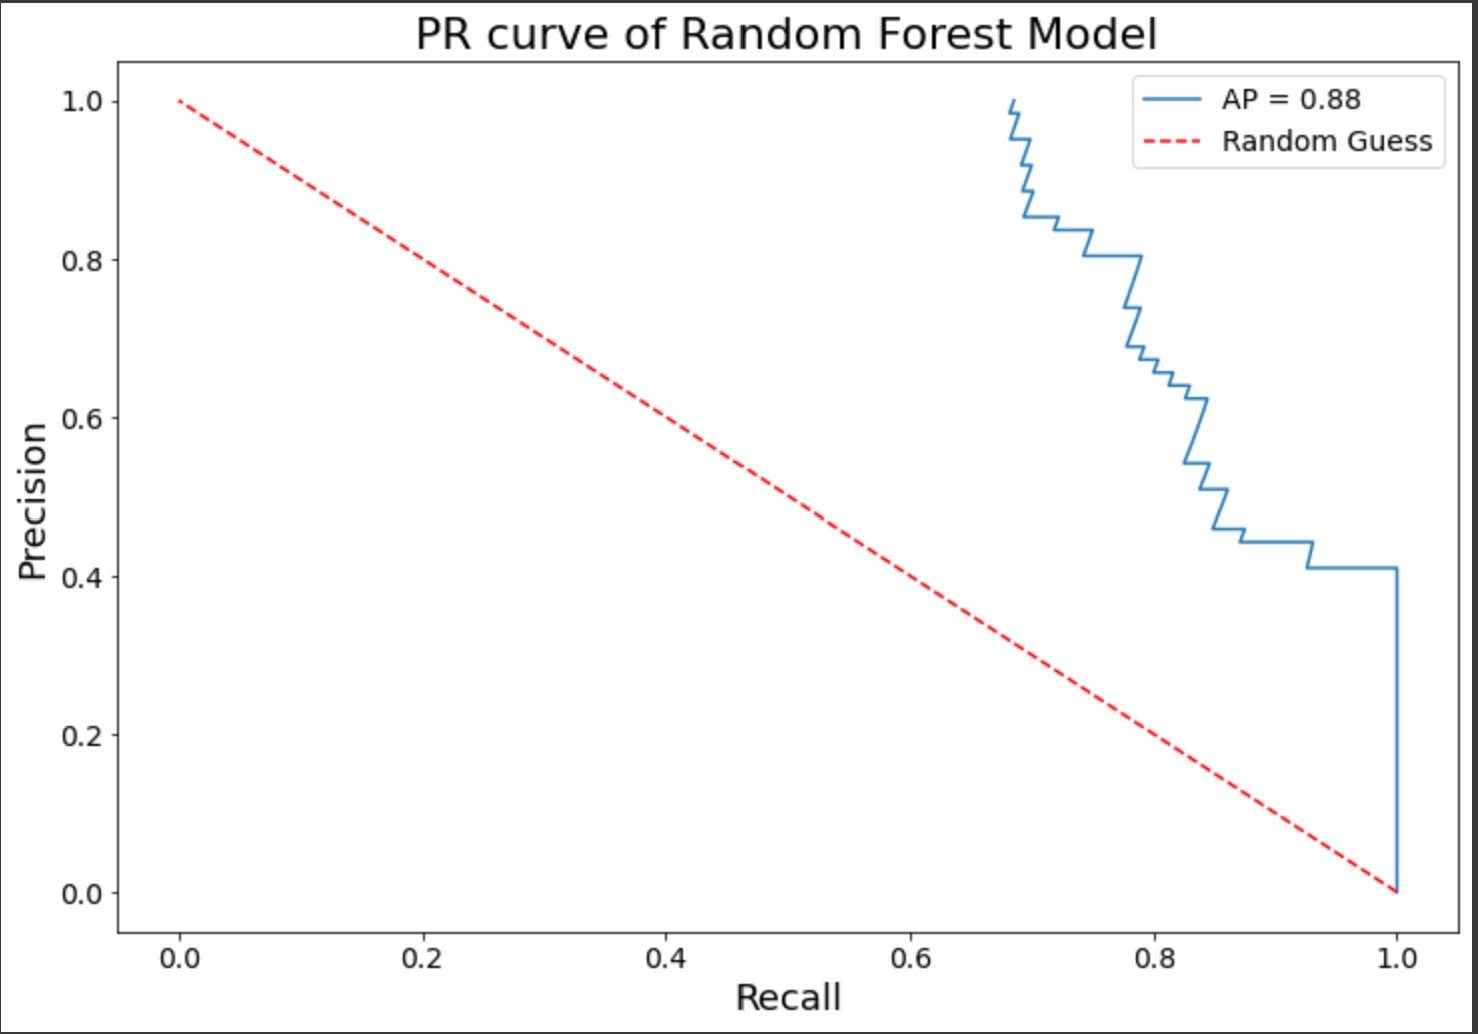 PR curve of Random Forest Model
AP = 0.88
Random Guess
Precision
1.0
0.8
0.6
0.4
0.2
0.0
0.0 0.2 0.4 0.6 0.8 1.0
Recall